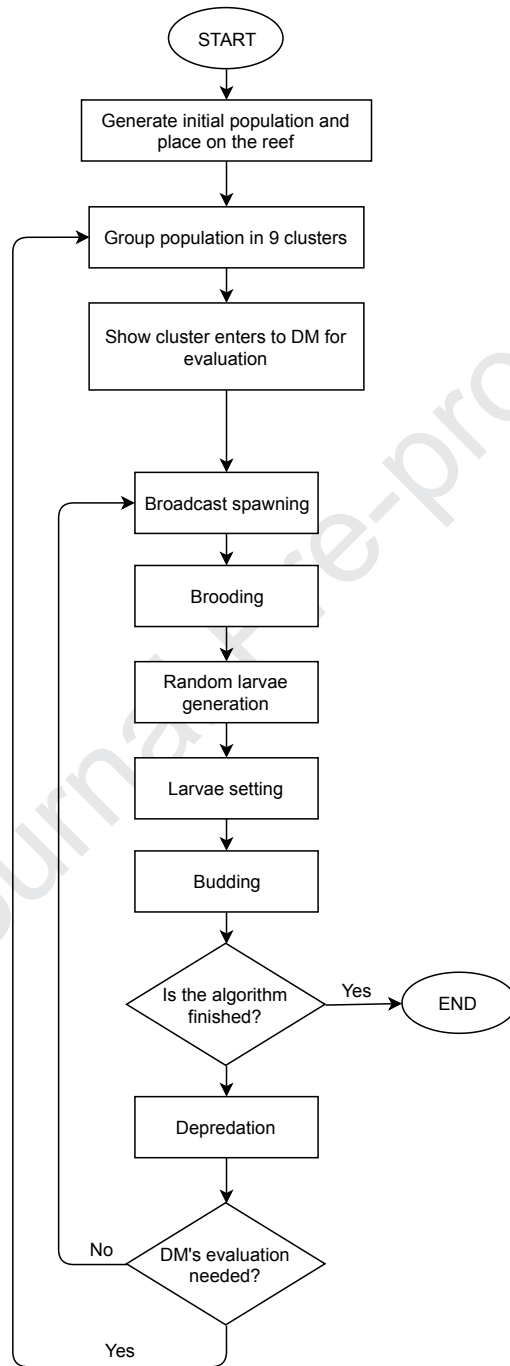 START
Generate initial population and
place on the reef
Group population in 9 clusters
Show cluster enters to DM for
evaluation
Broadcast spawning
Brooding
Random larvae
generation
Larvae setting
Budding
Is the algorithm
finished?
Yes
END
Depredation
No
DM's evaluation
needed?
Yes